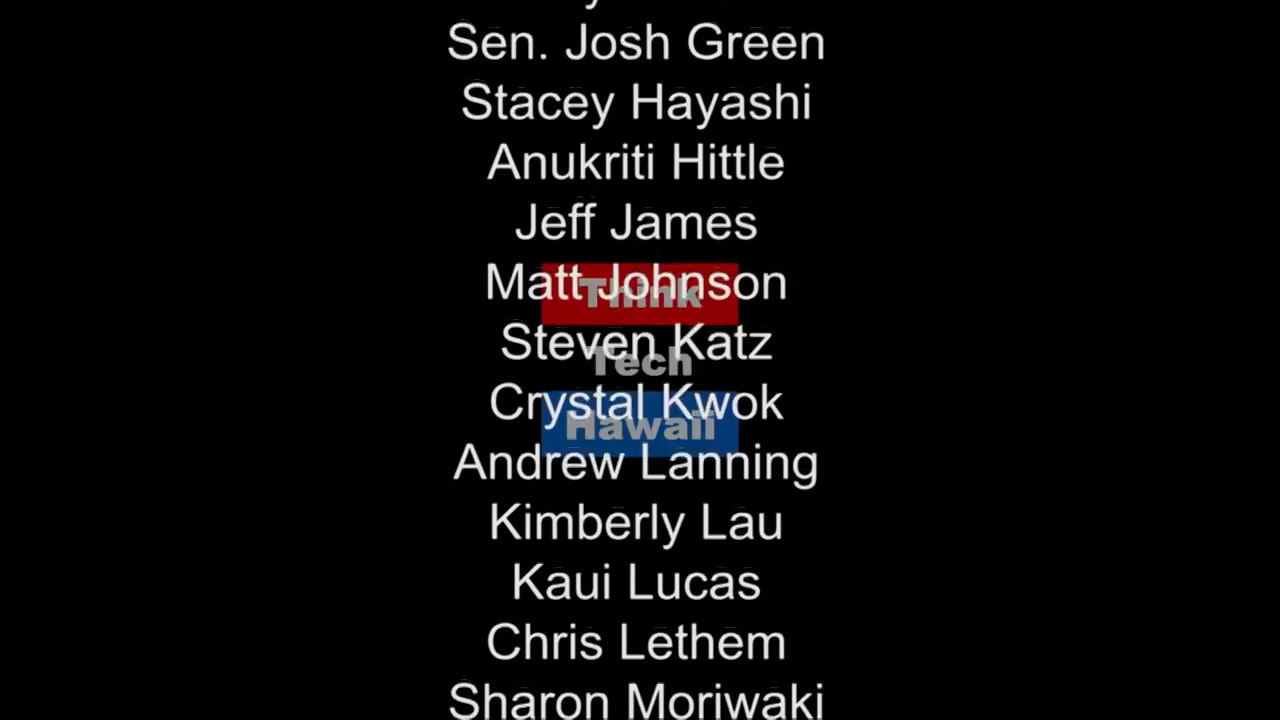 Sen. Josh Green
Stacey Hayashi
Anukriti Hittle
Jeff James
Matt Johnson
Think
Steven Katz
Tech
Crystal Kwok
Hawaii
Andrew Lanning
Kimberly Lau
Kaui Lucas
Chris Lethem
Sharon Moriwaki